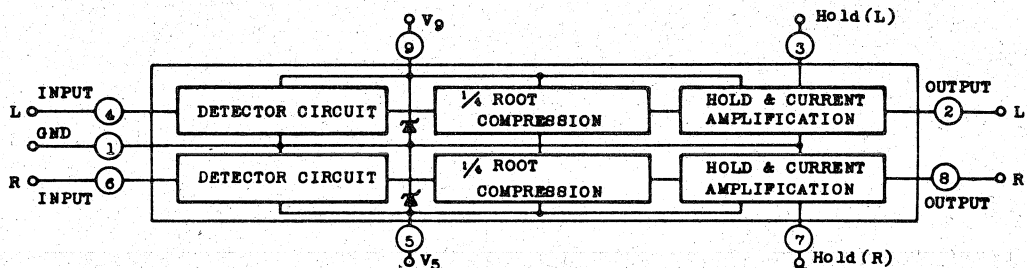 V9
Hold(L)
9
3
INPUT
OUTPUT
L
4
DETECTOR CIRCUIT
1/4 ROOT
COMPRESSION
HOLD & CURRENT
AMPLIFICATION
2
L
GND
1
R
6
INPUT
DETECTOR CIRCUIT
1/4 ROOT
COMPRESSION
HOLD & CURRENT
AMPLIFICATION
8
R
OUTPUT
5
7
V5
Hold(R)